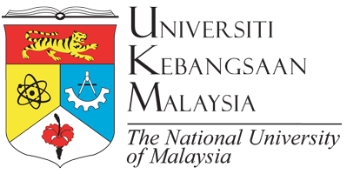 UNIVERSITI
KEBANGSAAN
MALAYSIA
The National University
of Malaysia